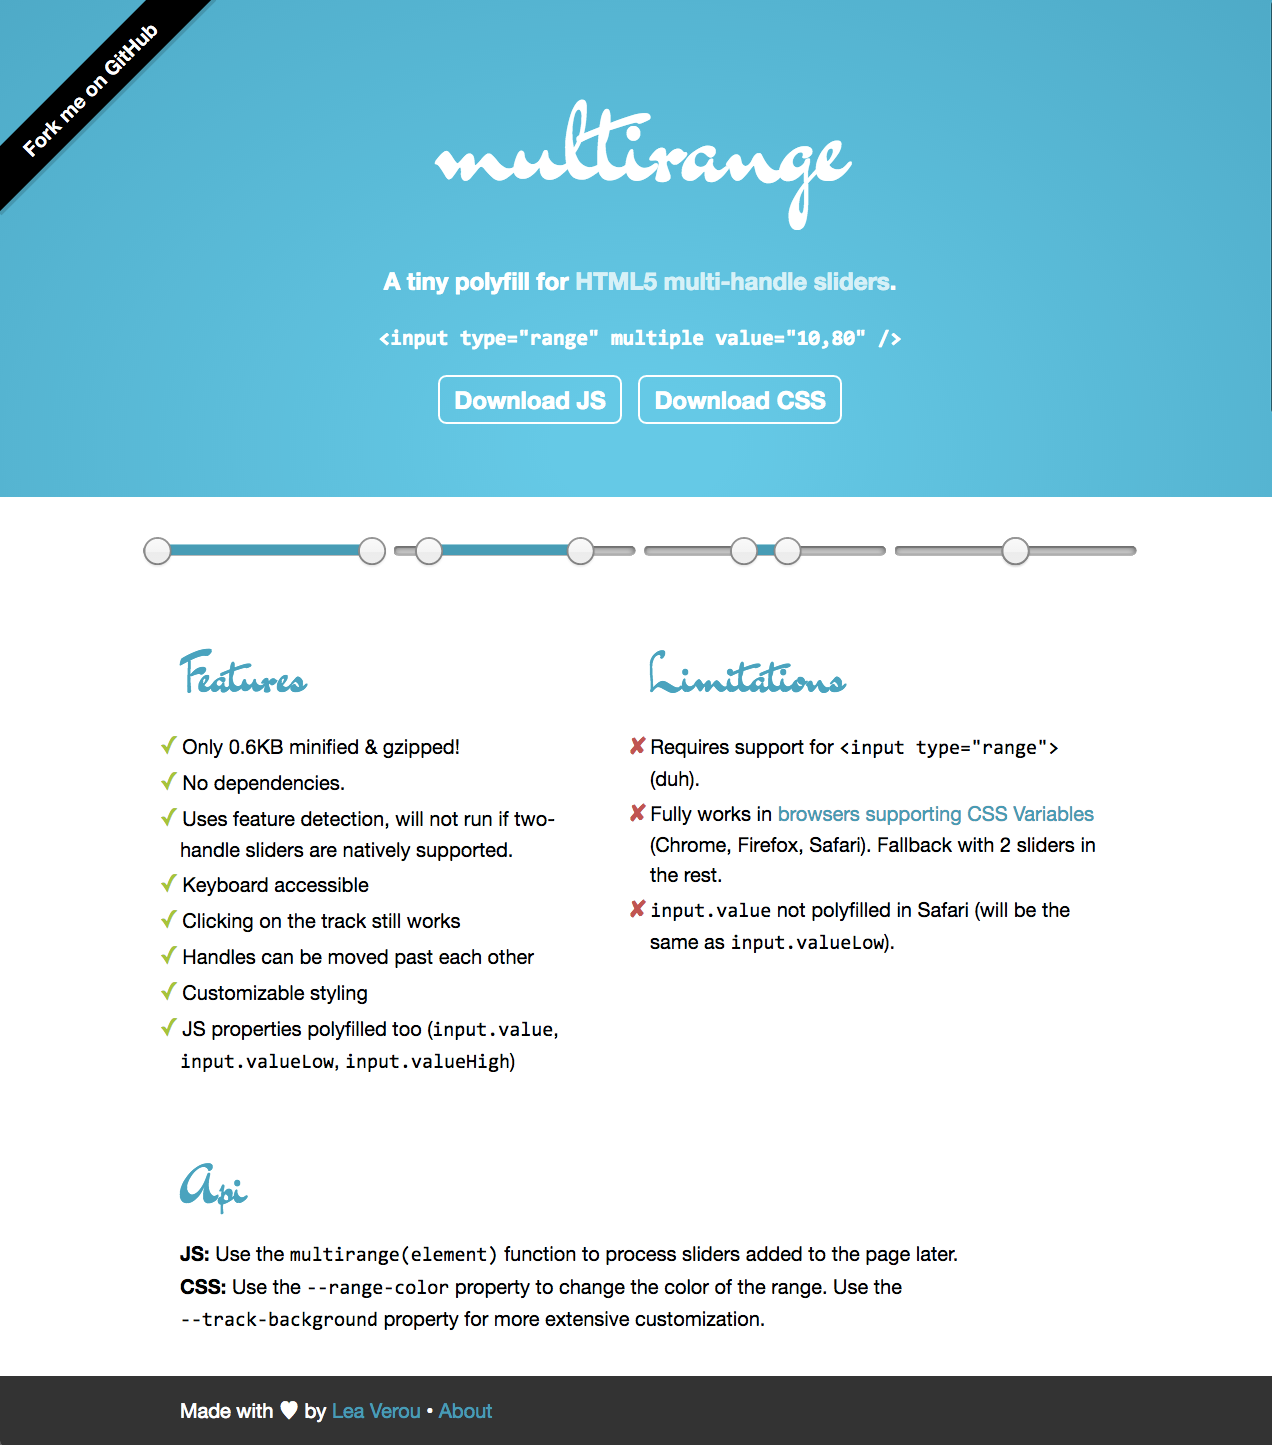 Fork me on GitHub
multirange
A tiny polyfill for HTML5 multi-handle sliders.
<input type="range" multiple value="10,80" />
Download JS Download CSS
Features
✓ Only 0.6KB minified & gzipped!
✓ No dependencies.
✓ Uses feature detection, will not run if two-
handle sliders are natively supported.
✓ Keyboard accessible
✓ Clicking on the track still works
✓ Handles can be moved past each other
✓ Customizable styling
✓ JS properties polyfilled too (input.value,
input.valueLow, input.valueHigh)
Limitations
✘ Requires support for <input type="range">
(duh).
✘ Fully works in browsers supporting CSS Variables
(Chrome, Firefox, Safari). Fallback with 2 sliders in
the rest.
✘ input.value not polyfilled in Safari (will be the
same as input.valueLow).
Api
JS: Use the multirange(element) function to process sliders added to the page later.
CSS: Use the --range-color property to change the color of the range. Use the
--track-background property for more extensive customization.
Made with ♥ by Lea Verou • About